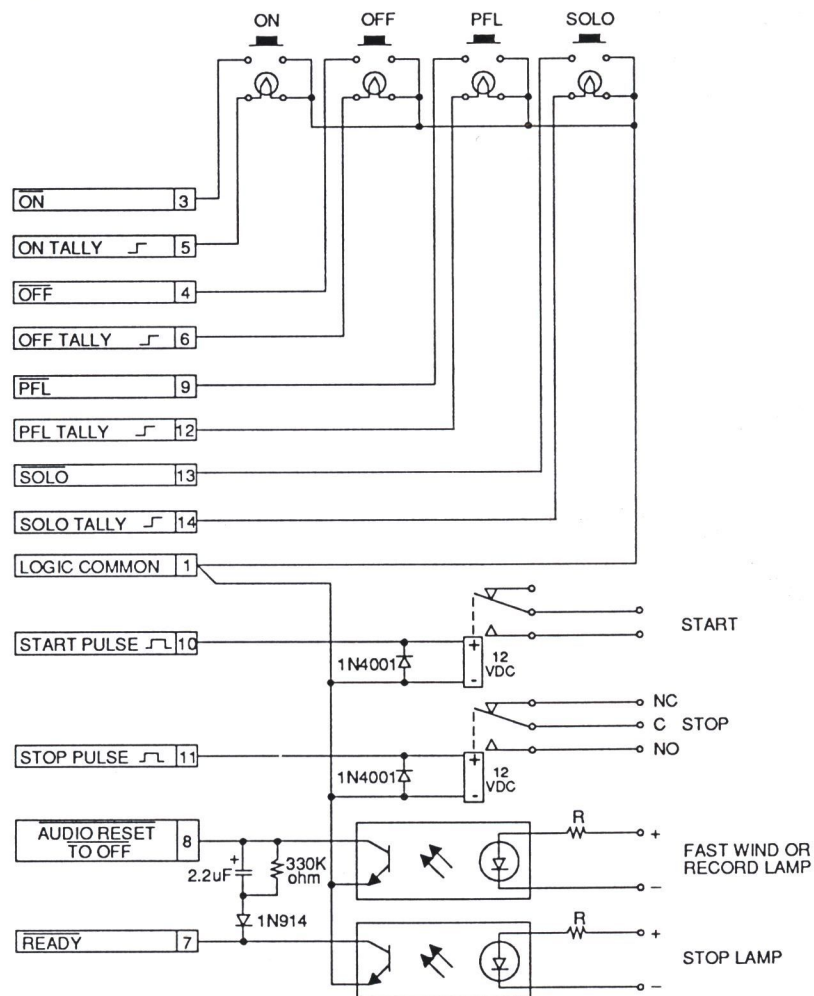 ON OFF PFL SOLO
ON 3
ON TALLY 5
OFF 4
OFF TALLY 6
PFL 9
PFL TALLY 12
SOLO 13
SOLO TALLY 14
LOGIC COMMON 1
START PULSE 10
1N4001
+
-
12
VDC
START
NC
C STOP
NO
STOP PULSE 11
1N4001
+
-
12
VDC
AUDIO RESET
TO OFF
8
+
2.2uF
330K
ohm
R
+
FAST WIND OR
RECORD LAMP
–
1N914
READY 7
R
+
STOP LAMP
–